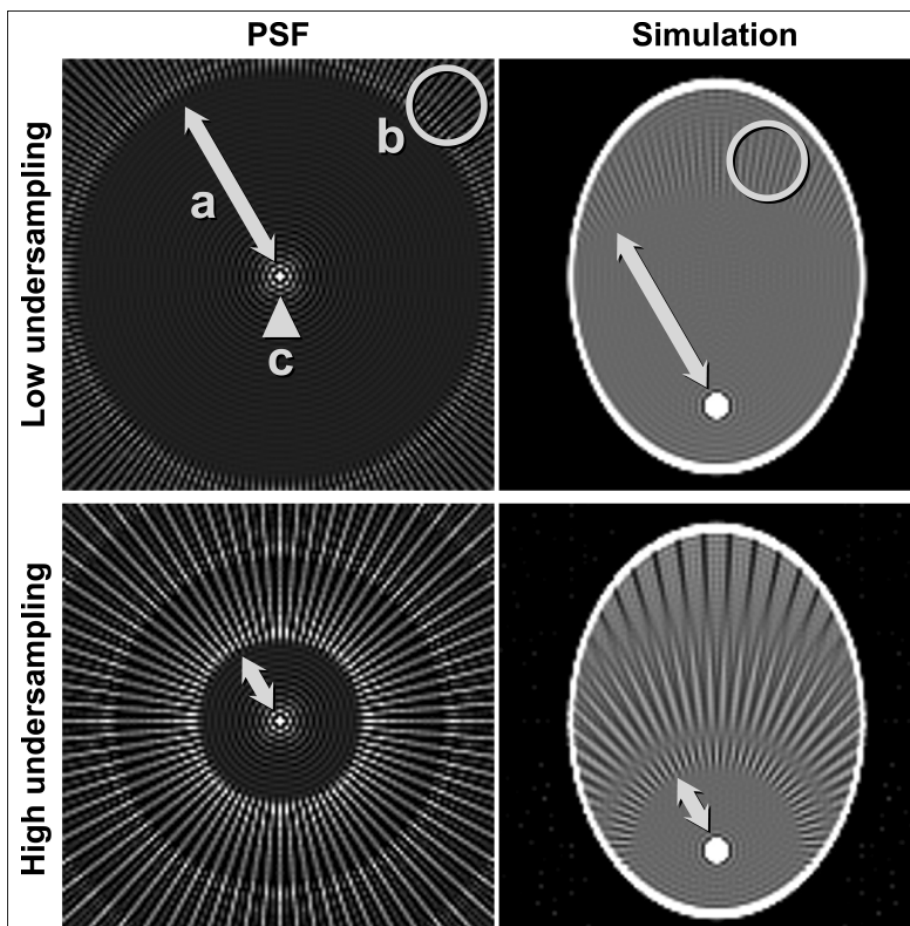 PSF
Simulation
Low undersampling
a
b
c
High undersampling